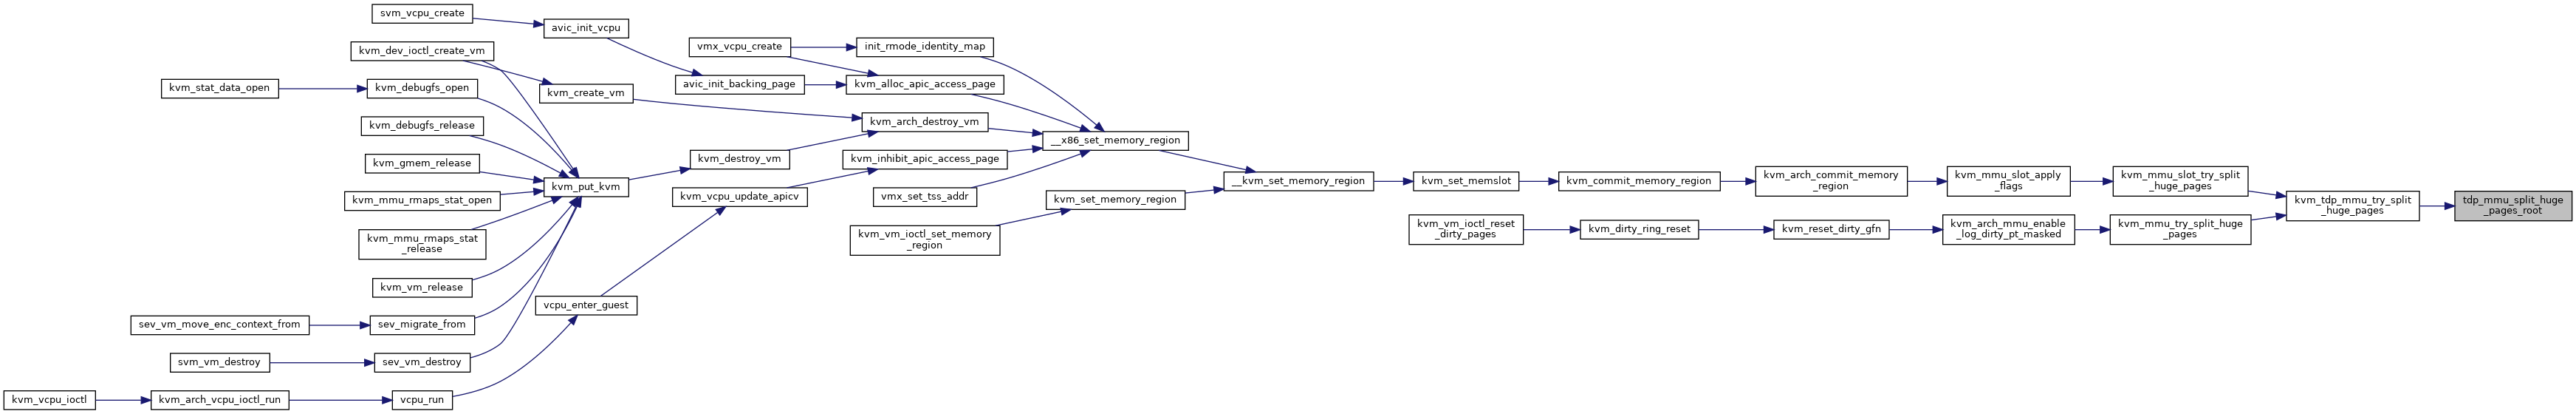 svm_vcpu_create
avic_init_vcpu
kvm_dev_ioctl_create_vm
vmx_vcpu_create
init_rmode_identity_map
kvm_stat_data_open
kvm_debugfs_open
kvm_create_vm
avic_init_backing_page
kvm_alloc_apic_access_page
kvm_debugfs_release
kvm_arch_destroy_vm
__x86_set_memory_region
kvm_gmem_release
kvm_destroy_vm
kvm_inhibit_apic_access_page
kvm_put_kvm
kvm_mmu_rmaps_stat_open
kvm_vcpu_update_apicv
vmx_set_tss_addr
kvm_set_memory_region
__kvm_set_memory_region
kvm_set_memslot
kvm_commit_memory_region
kvm_arch_commit_memory
_region
kvm_mmu_slot_apply
_flags
kvm_mmu_slot_try_split
_huge_pages
kvm_tdp_mmu_try_split
_huge_pages
tdp_mmu_split_huge
_pages_root
kvm_mmu_rmaps_stat
_release
kvm_vm_ioctl_set_memory
_region
kvm_vm_ioctl_reset
_dirty_pages
kvm_dirty_ring_reset
kvm_reset_dirty_gfn
kvm_arch_mmu_enable
_log_dirty_pt_masked
kvm_mmu_try_split_huge
_pages
kvm_vm_release
vcpu_enter_guest
sev_vm_move_enc_context_from
sev_migrate_from
svm_vm_destroy
sev_vm_destroy
kvm_vcpu_ioctl
kvm_arch_vcpu_ioctl_run
vcpu_run